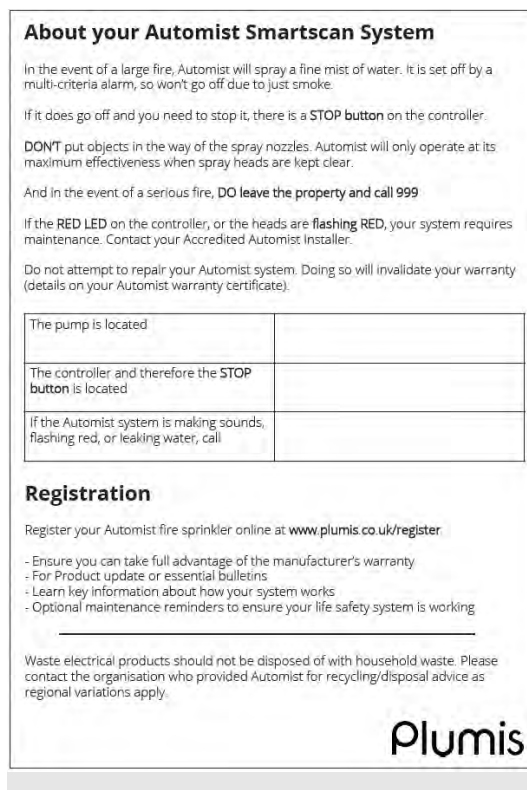 About your Automist Smartscan System
In the event of a large fire, Automist will spray a fine mist of water. It is set off by a
multi-criteria alarm, so won't go off due to just smoke.
If it does go off and you need to stop it, there is a STOP button on the controller.
DON'T put objects in the way of the spray nozzles. Automist will only operate at its
maximum effectiveness when spray heads are kept clear.
And in the event of a serious fire, DO leave the property and call 999
If the RED LED on the controller, or the heads are flashing RED, your system requires
maintenance. Contact your Accredited Automist Installer.
Do not attempt to repair your Automist system. Doing so will invalidate your warranty
(details on your Automist warranty certificate).
The pump is located
The controller and therefore the STOP
button is located
If the Automist system is making sounds,
flashing red, or leaking water, call
Registration
Register your Automist fire sprinkler online at www.plumis.co.uk/register
- Ensure you can take full advantage of the manufacturer's warranty
- For Product update or essential bulletins
- Learn key information about how your system works
- Optional maintenance reminders to ensure your life safety system is working
Waste electrical products should not be disposed of with household waste. Please
contact the organisation who provided Automist for recycling/disposal advice as
regional variations apply.
Plumis